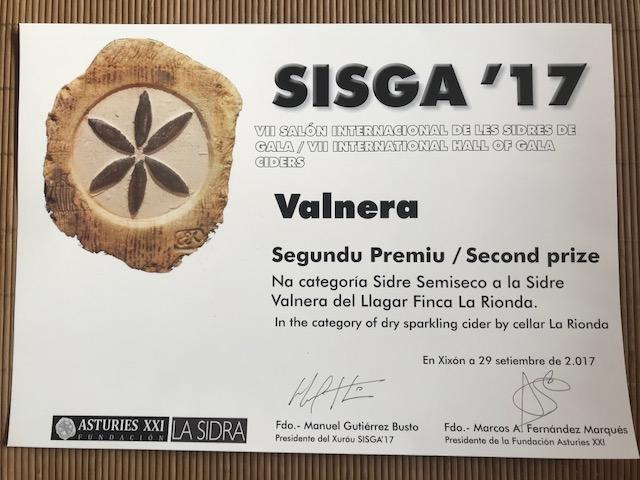 SISGA '17
VII SALÓN INTERNACIONAL DE LES SIDRES DE
GALA / VII INTERNATIONAL HALL OF GALA
CIDERS
Valnera
Segundu Premiu / Second prize
Na categoría Sidre Semiseco a la Sidre
Valnera del Llagar Finca La Rionda.
In the category of dry sparkling cider by cellar La Rionda
En Xixón a 29 setiembre de 2.017
Fdo.- Manuel Gutiérrez Busto
Presidente del Xuráu SISGA'17
Fdo.- Marcos A. Fernández Marqués
Presidente de la Fundación Asturies XXI
ASTURIES XXI
FUNDACIÓN
LA SIDRA